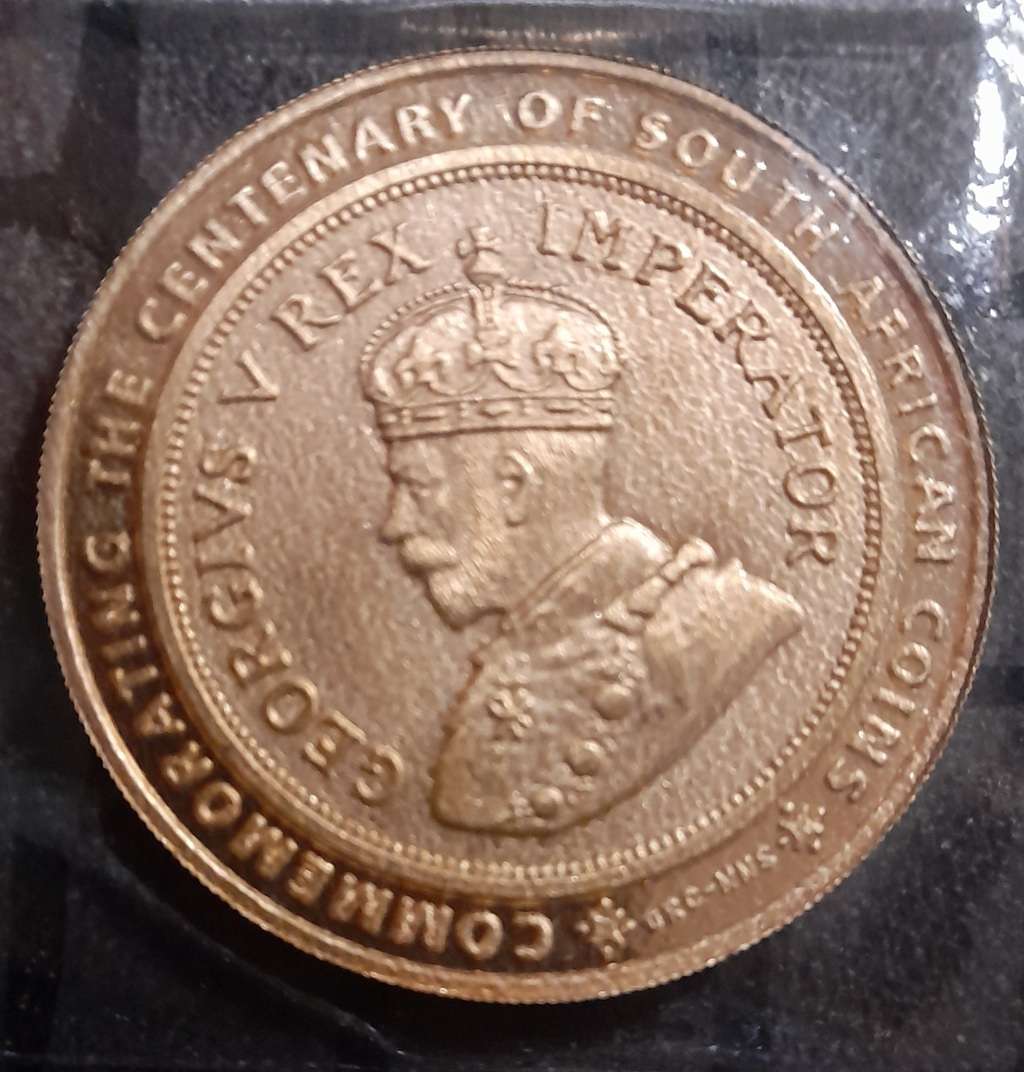 COMMEMORATING THE CENTENARY OF SOUTH AFRICAN COINS
GEORGIVS V REX IMPERATOR